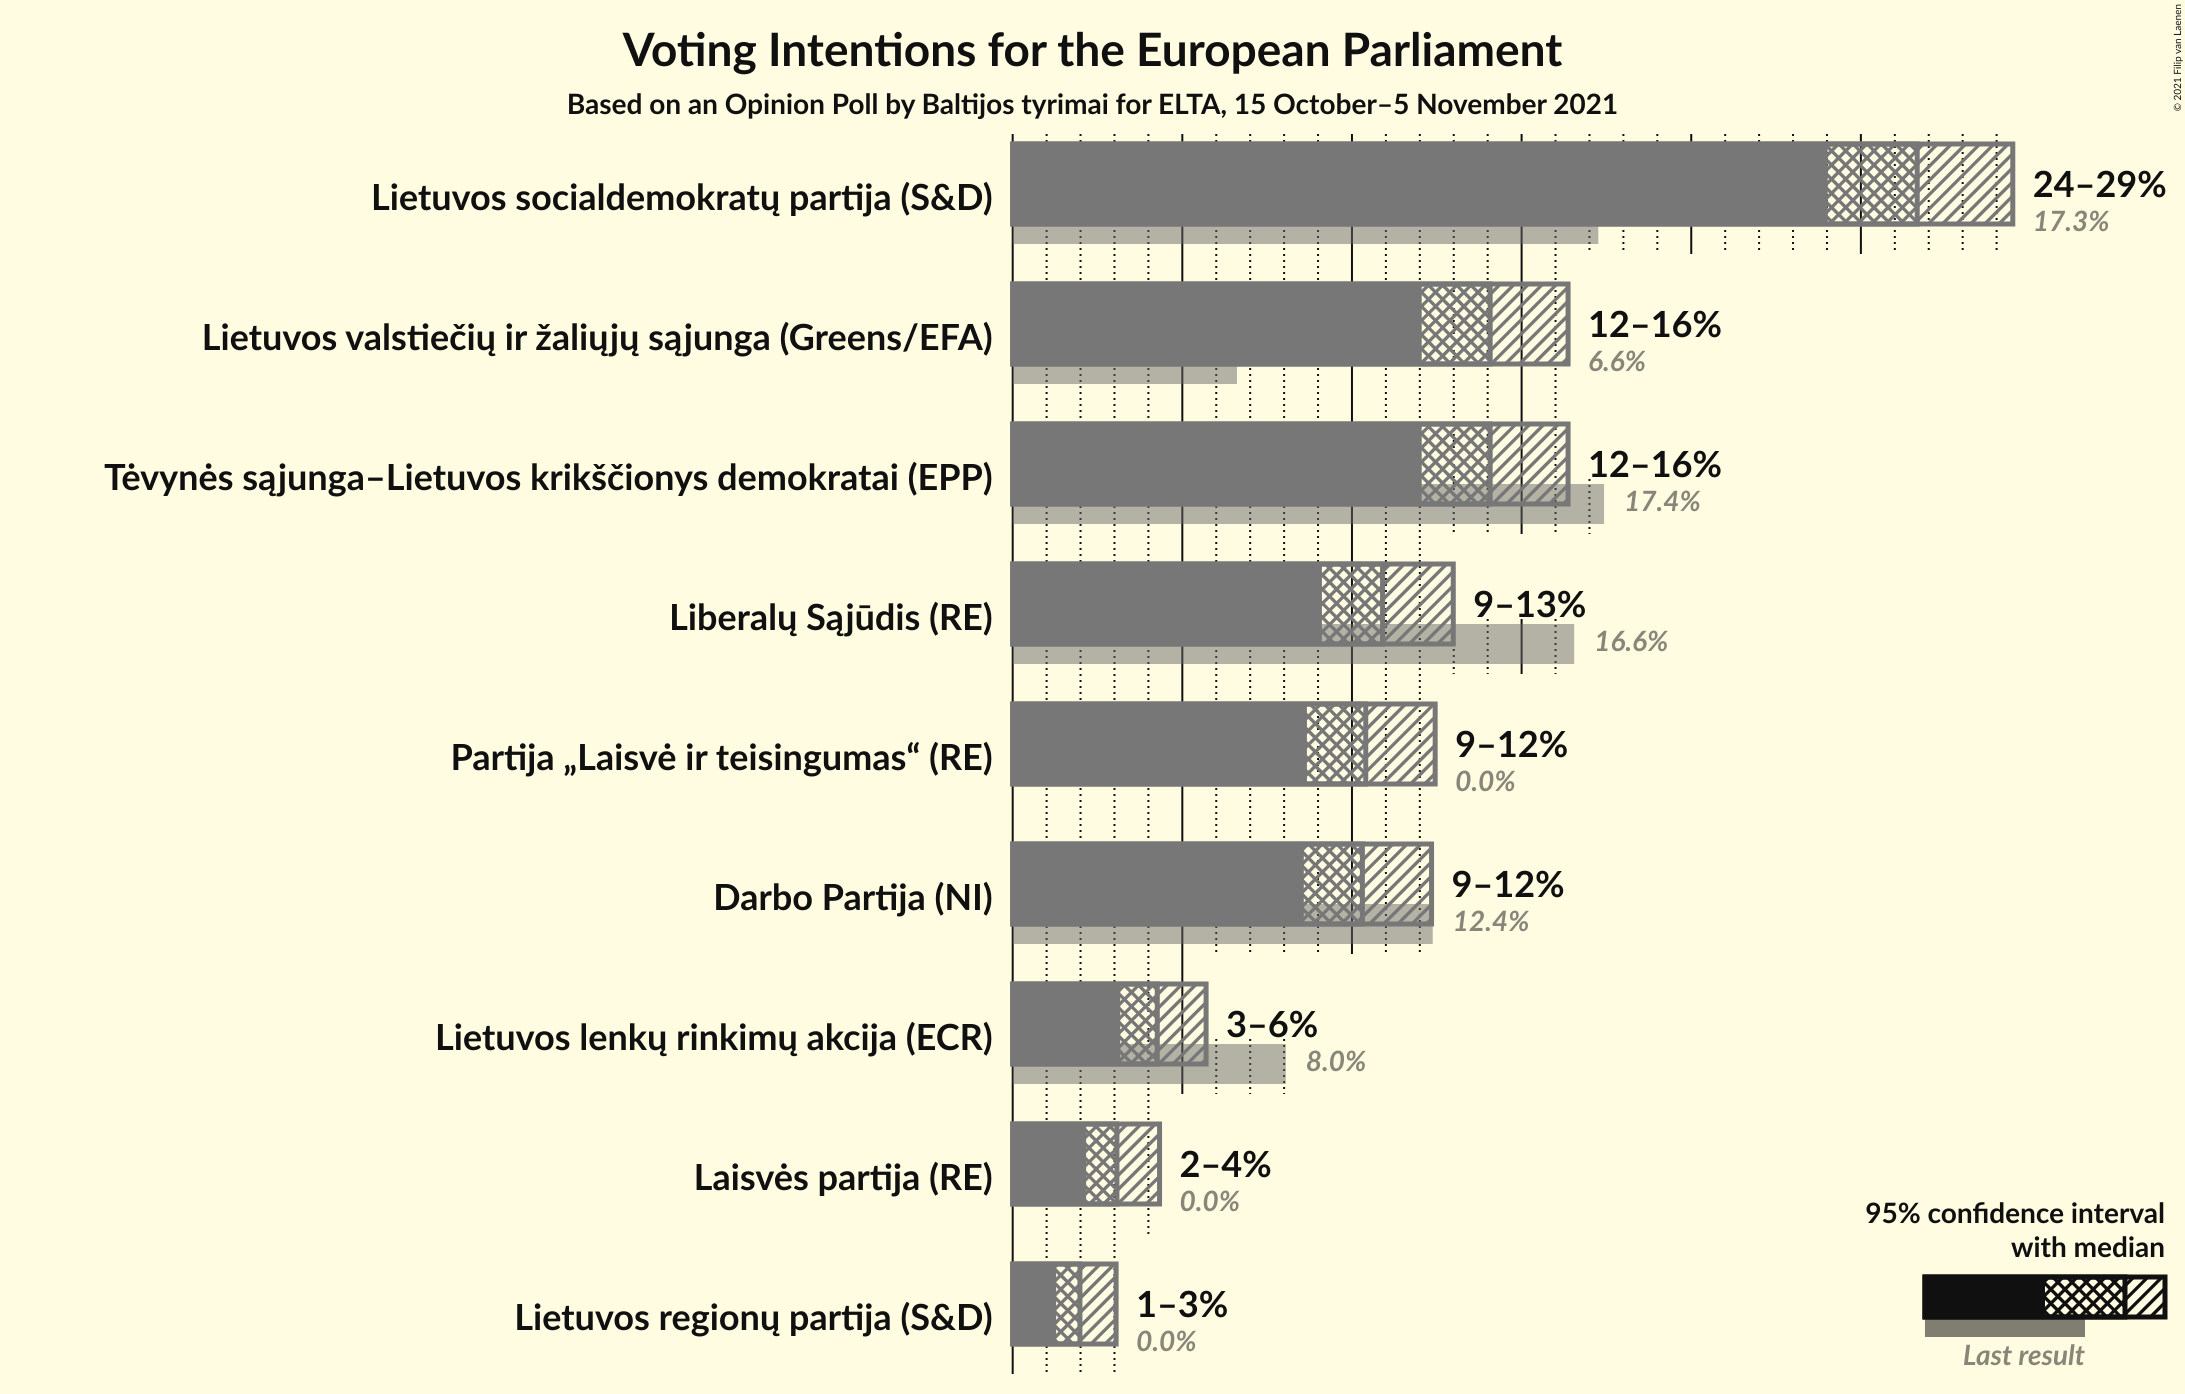 Voting Intentions for the European Parliament
Based on an Opinion Poll by Baltijos tyrimai for ELTA, 15 October–5 November 2021
© 2021 Filip van Laenen
Lietuvos socialdemokratų partija (S&D)
24–29%
17.3%
Lietuvos valstiečių ir žaliųjų sąjunga (Greens/EFA)
12–16%
6.6%
Tėvynės sąjunga–Lietuvos krikščionys demokratai (EPP)
12–16%
17.4%
Liberalų Sąjūdis (RE)
9–13%
16.6%
Partija „Laisvė ir teisingumas“ (RE)
9–12%
0.0%
Darbo Partija (NI)
9–12%
12.4%
Lietuvos lenkų rinkimų akcija (ECR)
3–6%
8.0%
Laisvės partija (RE)
2–4%
0.0%
Lietuvos regionų partija (S&D)
1–3%
0.0%
95% confidence interval
with median
Last result